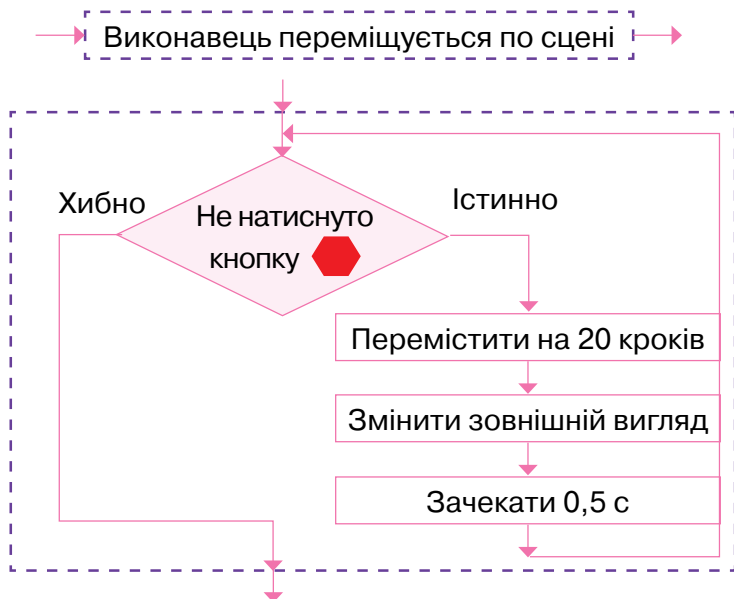 Виконавець переміщується по сцені
Хибно
Істинно
Не натиснуто
кнопку
Перемістити на 20 кроків
Змінити зовнішній вигляд
Зачекати 0,5 с